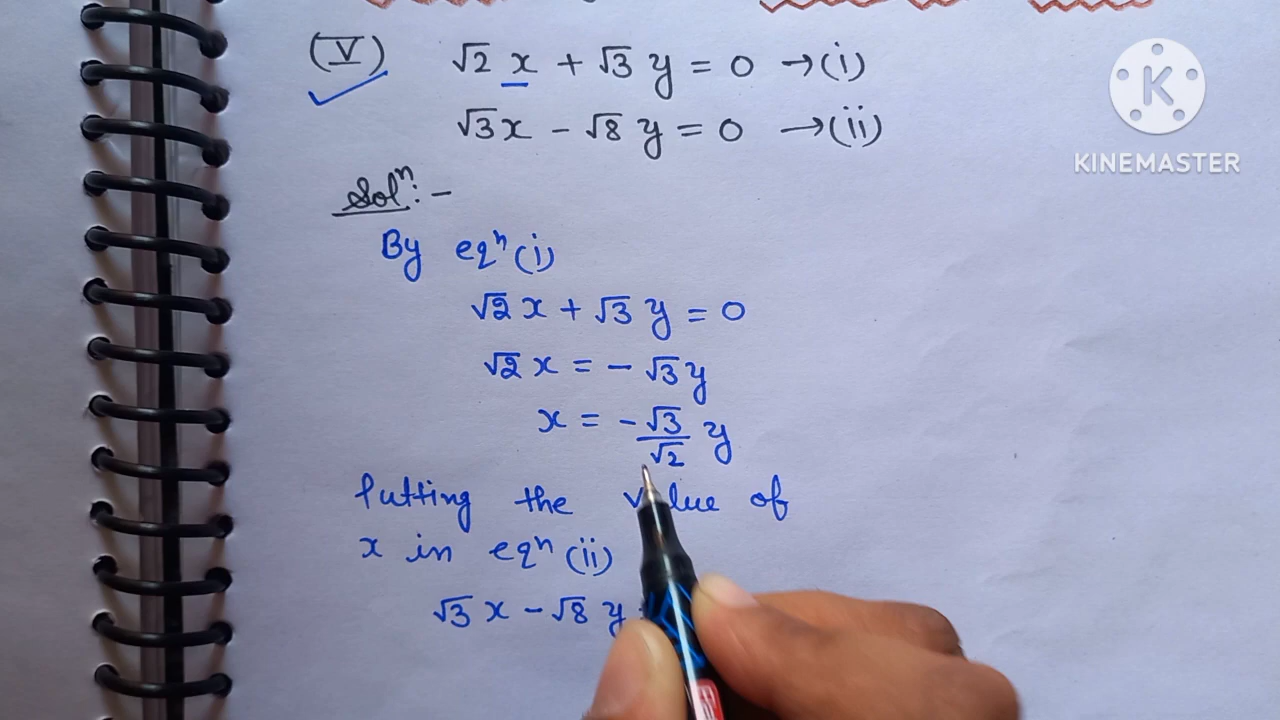 (V) √2 x + √3 y = 0 →(i)
√3x - √8 y = 0 →(ii)
Solⁿ:-
By eqⁿ(i)
√2 x + √3 y = 0
√2 x = - √3 y
x = -√3/√2 y
Putting the value of
x in eqⁿ (ii)
√3 x - √8 y
K
KINEMASTER